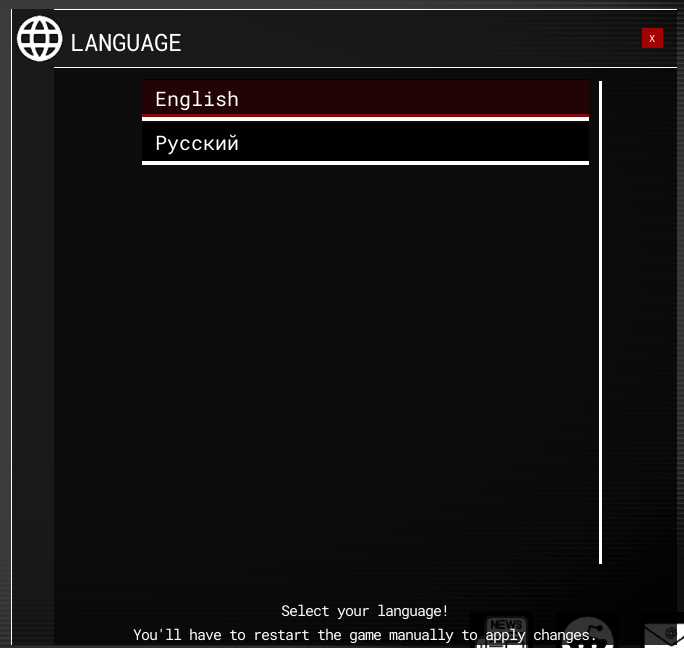 LANGUAGE
X
English
Русский
Select your language!
NEWS
You'll have to restart the game manually to apply changes.
@